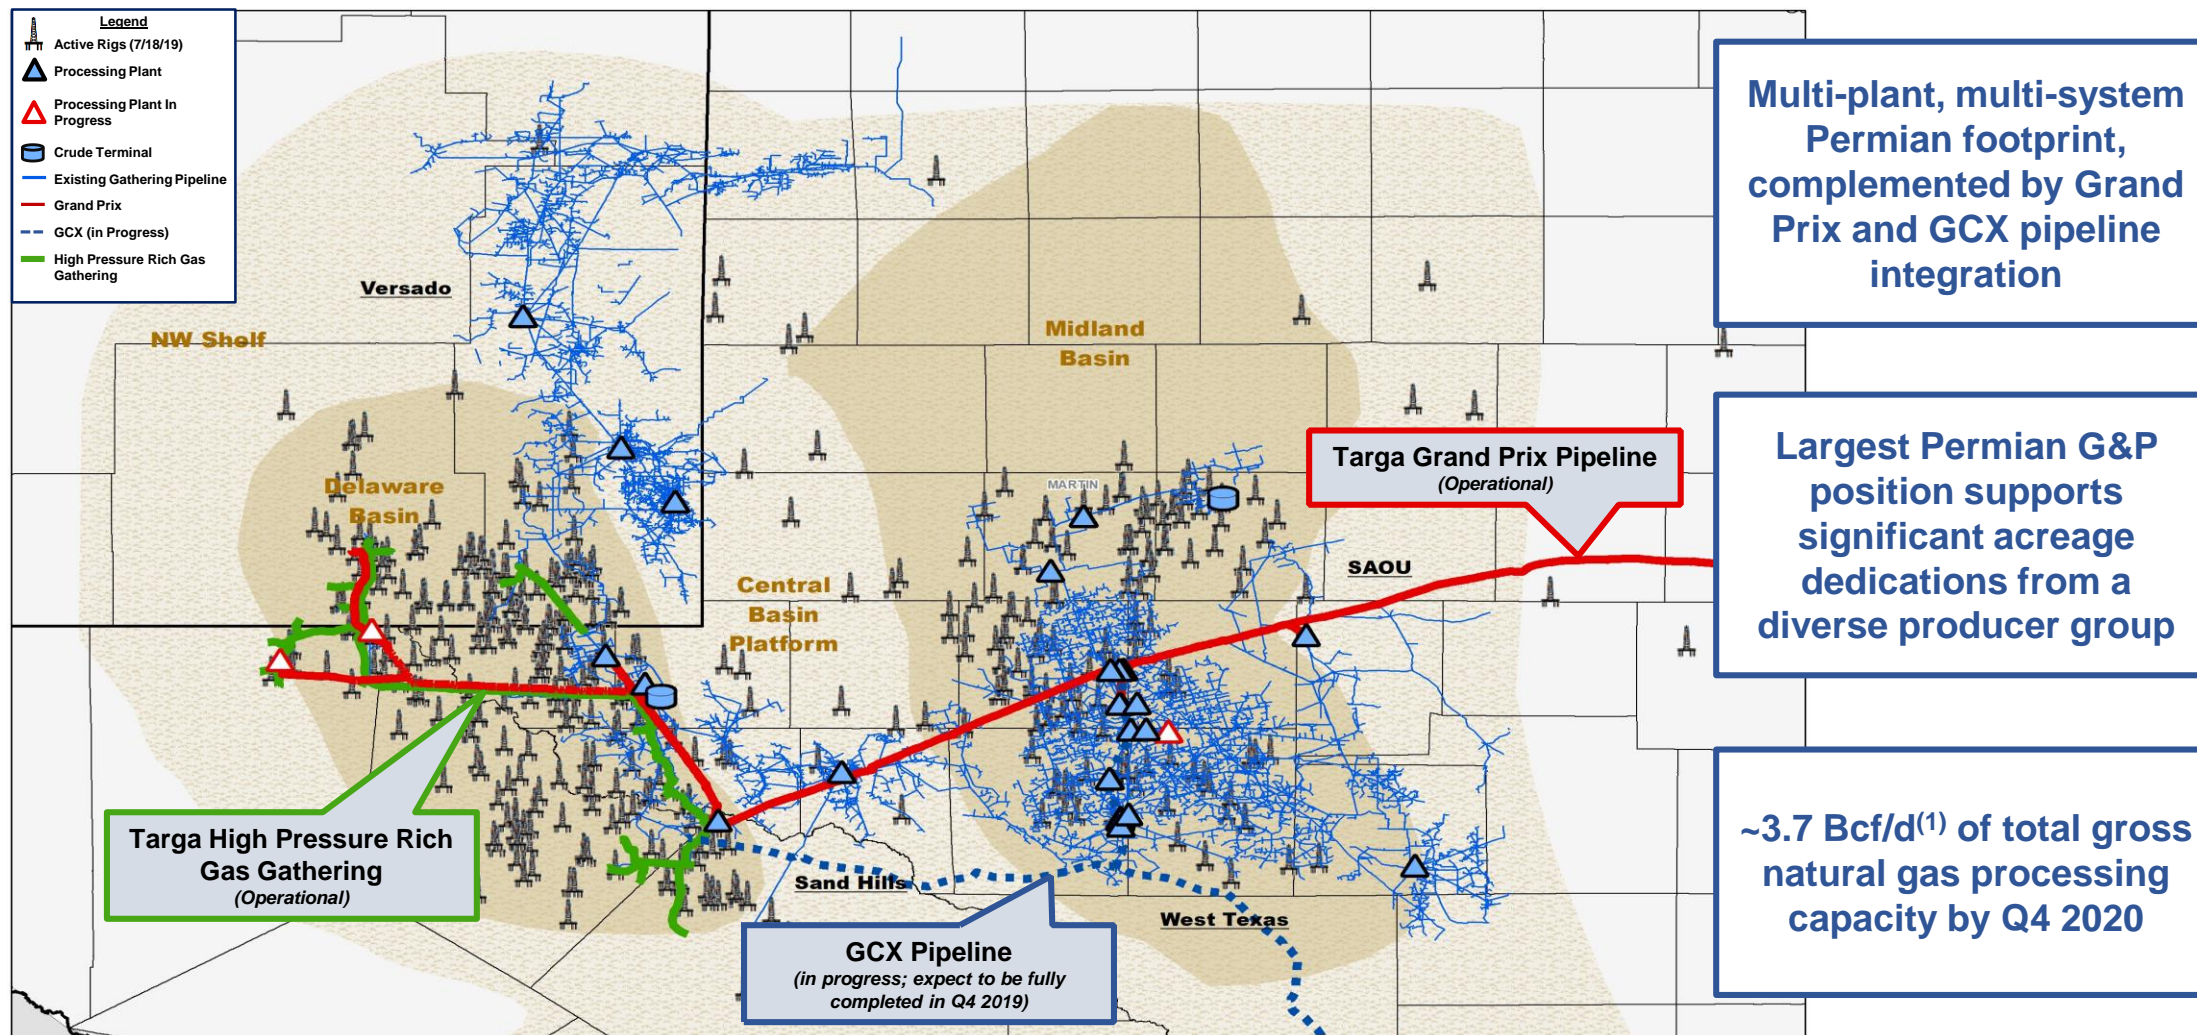 Legend
Active Rigs (7/18/19)
Processing Plant
Processing Plant In
Progress
Crude Terminal
Existing Gathering Pipeline
Grand Prix
GCX (in Progress)
High Pressure Rich Gas
Gathering
Versado
NW Shelf
Midland
Basin
Delaware
Basin
MARTIN
Central
Basin
Platform
SAOU
Sand Hills
West Texas
Targa Grand Prix Pipeline
(Operational)
Targa High Pressure Rich
Gas Gathering
(Operational)
GCX Pipeline
(in progress; expect to be fully
completed in Q4 2019)
Multi-plant, multi-system
Permian footprint,
complemented by Grand
Prix and GCX pipeline
integration
Largest Permian G&P
position supports
significant acreage
dedications from a
diverse producer group
~3.7 Bcf/d(1) of total gross
natural gas processing
capacity by Q4 2020